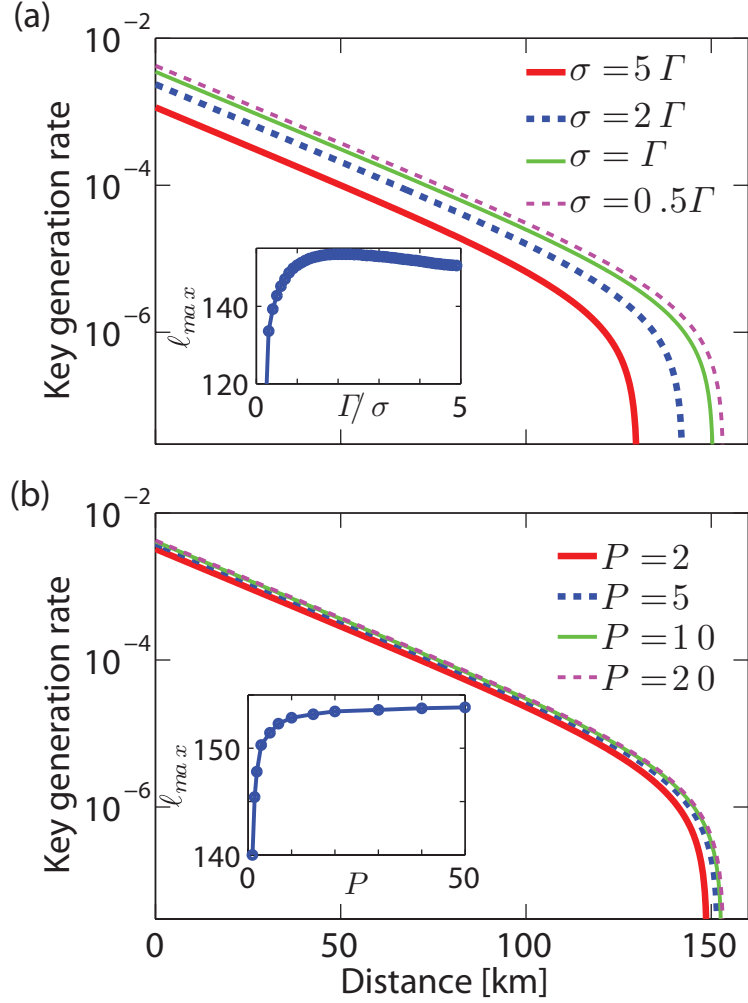 (a)
10⁻²
10⁻⁴
10⁻⁶
Key generation rate
σ = 5 Γ
σ = 2 Γ
σ = Γ
σ = 0.5Γ
ℓmax
140
120
0
Γ/ σ
5
(b)
10⁻²
10⁻⁴
10⁻⁶
Key generation rate
P = 2
P = 5
P = 10
P = 20
ℓmax
150
140
0
P
50
0
50
100
150
Distance [km]